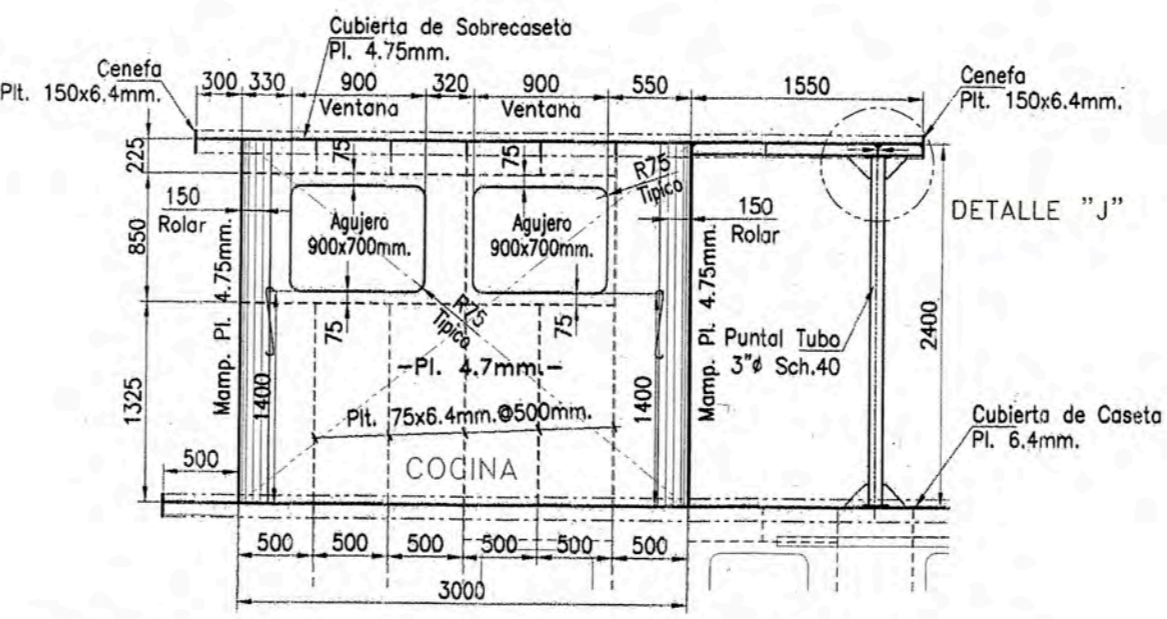 Cubierta de Sobrecaseta
Pl. 4.75mm.
Cenefa
Plt. 150x6.4mm.
300 330 900 320 900 550 1550
Ventana Ventana
Cenefa
Plt. 150x6.4mm.
225
75
75
R75
Tipico
150
Rolar
150
Rolar
DETALLE "J"
850
Agujero
900x700mm.
Agujero
900x700mm.
Mamp. Pl. 4.75mm.
Mamp. Pl. 4.75mm.
R75
Tipico
75
75
Puntal Tubo
3"ø Sch.40
2400
Pl. 4.7mm.
1325
1400
1400
Plt. 75x6.4mm.@500mm.
Cubierta de Caseta
Pl. 6.4mm.
500
COCINA
500 500 500 500 500 500
3000